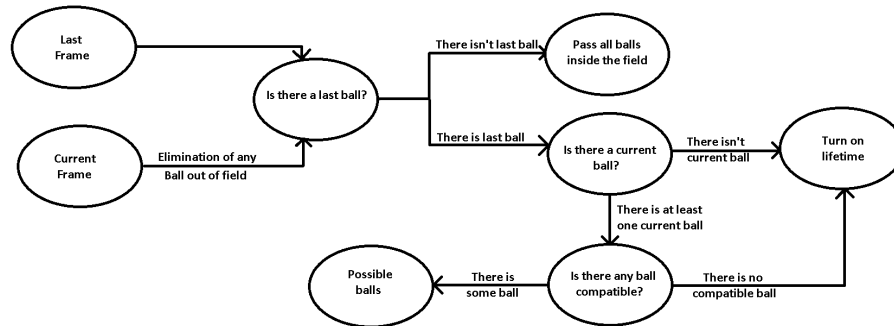 Last
Frame
Is there a last ball?
There isn't last ball
Pass all balls
inside the field
Current
Frame
Elimination of any
Ball out of field
There is last ball
Is there a current
ball?
There isn't
current ball
Turn on
lifetime
There is at least
one current ball
Possible
balls
There is
some ball
Is there any ball
compatible?
There is no
compatible ball